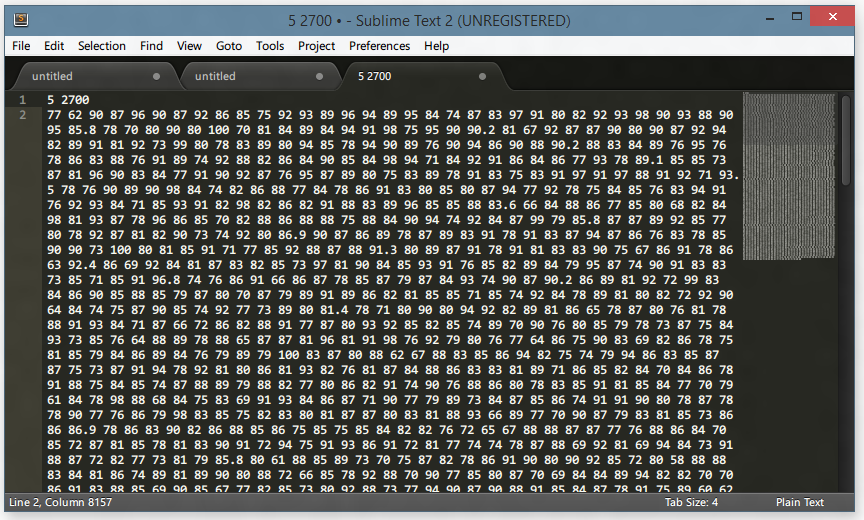 5 2700 • - Sublime Text 2 (UNREGISTERED)
File Edit Selection Find View Goto Tools Project Preferences Help
untitled untitled 5 2700
1 5 2700
2 77 62 90 87 96 90 87 92 86 85 75 92 93 89 96 94 89 95 84 74 87 83 97 91 80 82 92 93 98 90 93 88 90
95 85.8 78 70 80 90 80 100 70 81 84 89 84 94 91 98 75 95 90 90.2 81 67 92 87 87 90 80 90 87 92 94
82 89 91 81 92 73 99 80 78 83 89 80 94 85 78 94 90 89 76 90 94 86 90 88 90.2 88 83 84 89 76 95 76
78 86 83 88 76 91 89 74 92 88 82 86 84 90 85 84 98 94 71 84 92 91 86 84 86 77 93 78 89.1 85 85 73
87 81 96 90 83 84 77 91 90 92 87 76 95 87 89 80 75 83 89 78 91 83 75 83 91 97 91 97 88 91 92 71 93.
5 78 76 90 89 90 98 84 74 82 86 88 77 84 78 86 91 83 80 85 80 87 94 77 92 78 75 84 85 76 83 94 91
76 92 93 84 71 85 93 91 82 98 82 86 82 91 88 83 89 96 85 85 88 83.6 66 84 88 86 77 85 80 68 82 84
98 81 93 87 78 96 86 85 70 82 88 86 88 88 75 88 84 90 94 74 92 84 87 99 79 85.8 87 87 89 92 85 77
80 78 92 87 81 82 90 73 74 92 80 86.9 90 87 86 89 78 87 89 83 91 78 91 83 87 94 87 86 76 83 78 85
90 90 73 100 80 81 85 91 71 77 85 92 88 87 88 91.3 80 89 87 91 78 91 81 83 83 90 75 67 86 91 78 86
63 92.4 86 69 92 84 81 87 83 82 85 73 97 81 90 84 85 93 91 76 85 82 89 84 79 95 87 74 90 91 83 83
73 85 71 85 91 96.8 74 76 86 91 66 86 87 78 85 87 79 87 84 93 74 90 87 90.2 86 89 81 92 72 99 83
84 86 90 85 88 85 79 87 80 70 87 79 89 91 89 86 82 81 85 85 71 85 74 92 84 78 89 81 80 82 72 92 90
64 84 74 75 87 90 85 74 92 77 73 89 80 81.4 78 71 80 90 80 94 92 82 89 81 86 65 78 87 80 76 81 78
88 91 93 84 71 87 66 72 86 82 88 91 77 87 80 93 92 85 82 85 74 89 70 90 76 80 85 79 78 73 87 75 84
93 73 85 76 64 88 89 78 88 65 87 87 81 96 81 91 98 76 92 79 80 76 77 64 86 75 90 83 69 82 86 78 75
81 85 79 84 86 89 84 76 79 89 79 100 83 87 80 88 62 67 88 83 85 86 94 82 75 74 79 94 86 83 85 87
87 75 73 87 91 94 78 92 81 80 86 81 93 82 76 81 87 84 88 86 83 83 81 89 71 86 85 82 84 70 84 86 78
91 88 75 84 85 74 87 88 89 79 88 82 77 80 86 82 91 74 90 76 88 86 80 78 83 85 91 81 85 84 77 70 79
61 84 78 98 88 68 84 75 83 69 91 93 84 86 87 71 90 77 79 89 73 84 87 85 86 74 91 91 90 80 78 87 78
78 90 77 76 86 79 98 83 85 75 82 83 80 81 87 87 80 83 81 88 93 66 89 77 70 90 87 79 83 81 85 73 86
86 86.9 78 86 83 90 82 86 88 85 86 75 85 75 85 84 82 82 76 72 65 67 88 88 87 87 77 76 88 86 84 70
85 72 87 81 85 78 81 83 90 91 72 94 75 91 93 86 91 72 81 77 74 74 78 87 88 69 92 81 69 94 84 73 91
88 87 72 82 77 73 81 79 85.8 80 61 88 85 89 73 70 75 87 82 78 86 91 90 80 90 92 85 72 80 58 88 88
83 84 81 86 74 89 81 89 90 80 88 72 66 85 78 92 88 70 90 77 85 80 87 70 69 84 84 89 94 82 82 70 70
86 91 83 88 85 69 90 85 67 77 82 85 73 80 92 88 73 77 94 90 87 90 88 91 85 84 87 78 91 75 89 60 62
Line 2, Column 8157 Tab Size: 4 Plain Text